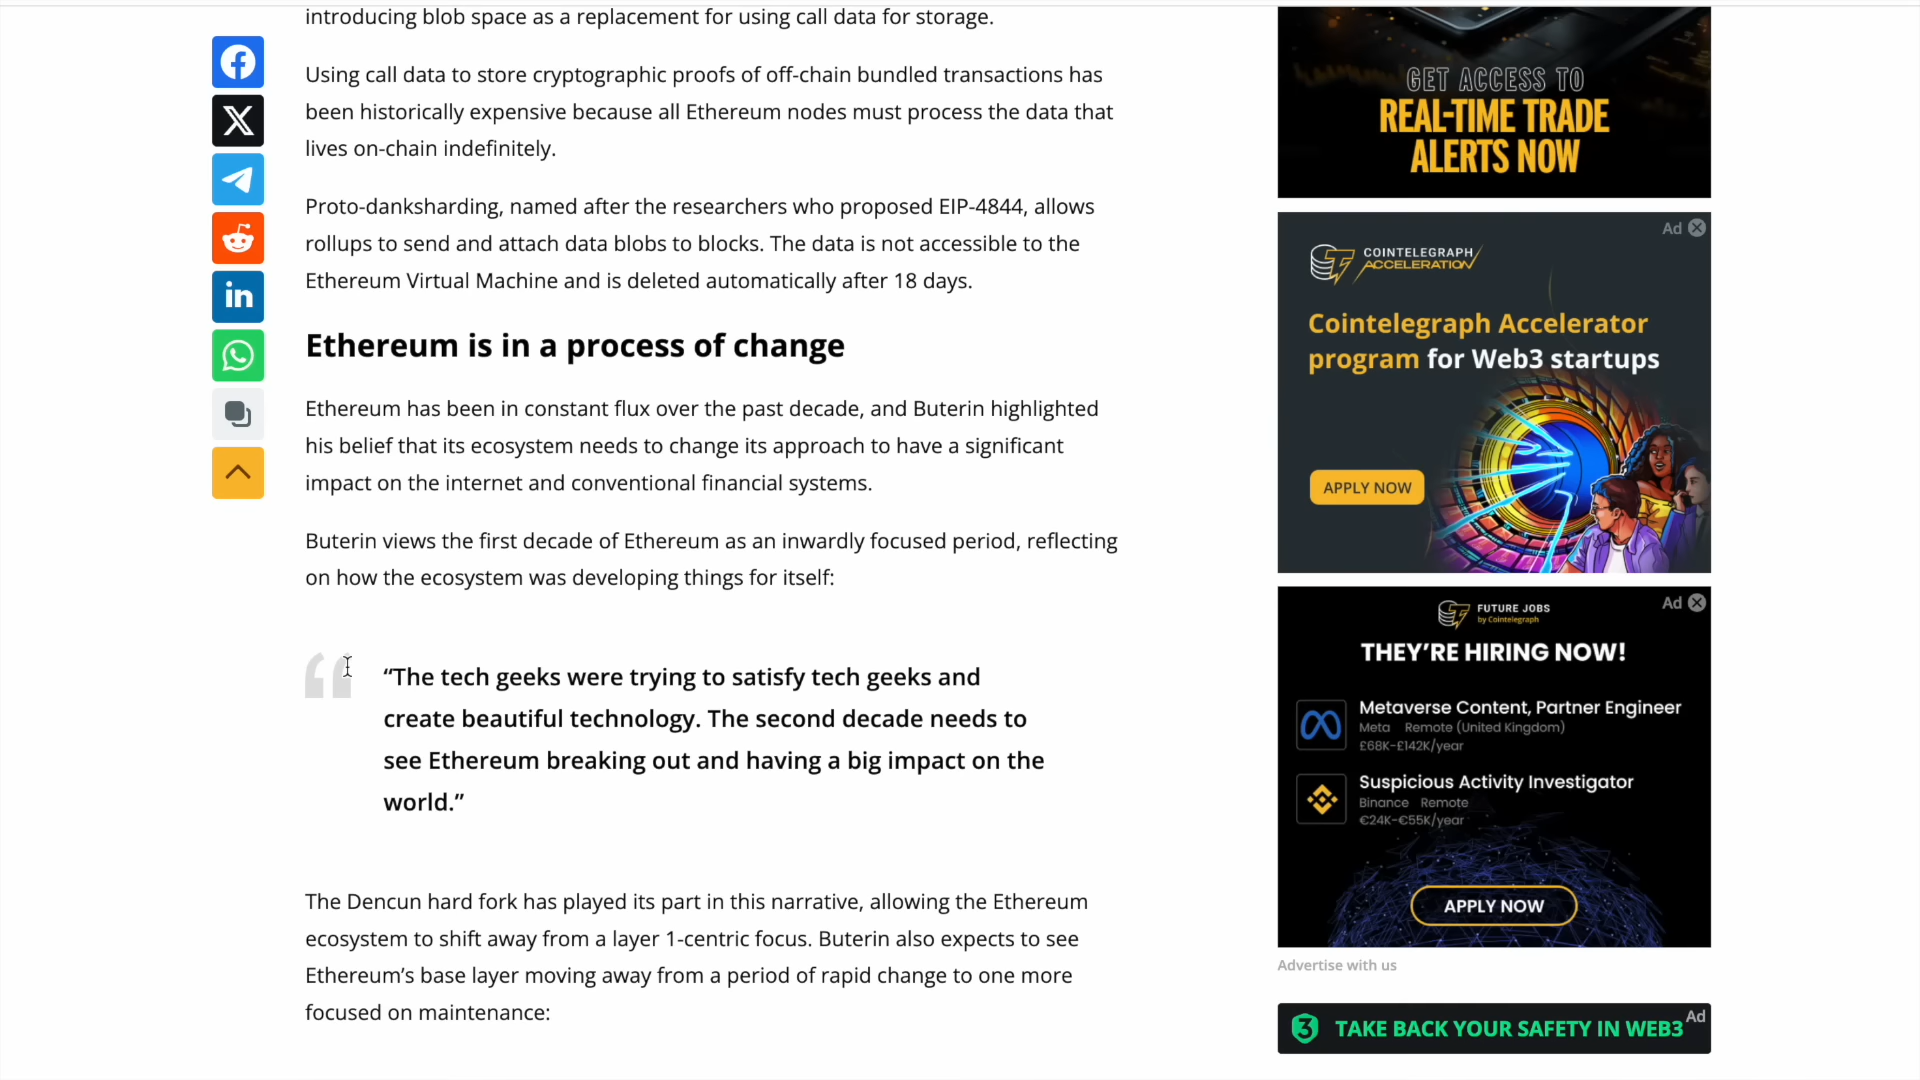 introducing blob space as a replacement for using call data for storage.
Using call data to store cryptographic proofs of off-chain bundled transactions has
been historically expensive because all Ethereum nodes must process the data that
lives on-chain indefinitely.
Proto-danksharding, named after the researchers who proposed EIP-4844, allows
rollups to send and attach data blobs to blocks. The data is not accessible to the
Ethereum Virtual Machine and is deleted automatically after 18 days.
Ethereum is in a process of change
Ethereum has been in constant flux over the past decade, and Buterin highlighted
his belief that its ecosystem needs to change its approach to have a significant
impact on the internet and conventional financial systems.
Buterin views the first decade of Ethereum as an inwardly focused period, reflecting
on how the ecosystem was developing things for itself:
“The tech geeks were trying to satisfy tech geeks and
create beautiful technology. The second decade needs to
see Ethereum breaking out and having a big impact on the
world.”
The Dencun hard fork has played its part in this narrative, allowing the Ethereum
ecosystem to shift away from a layer 1-centric focus. Buterin also expects to see
Ethereum’s base layer moving away from a period of rapid change to one more
focused on maintenance:
GET ACCESS TO
REAL-TIME TRADE
ALERTS NOW
Ad
COINTELEGRAPH
ACCELERATION
Cointelegraph Accelerator
program for Web3 startups
APPLY NOW
Ad
FUTURE JOBS
by Cointelegraph
THEY’RE HIRING NOW!
Metaverse Content, Partner Engineer
Meta Remote (United Kingdom)
£68K-£142K/year
Suspicious Activity Investigator
Binance Remote
€24K-€55K/year
APPLY NOW
Advertise with us
TAKE BACK YOUR SAFETY IN WEB3
Ad